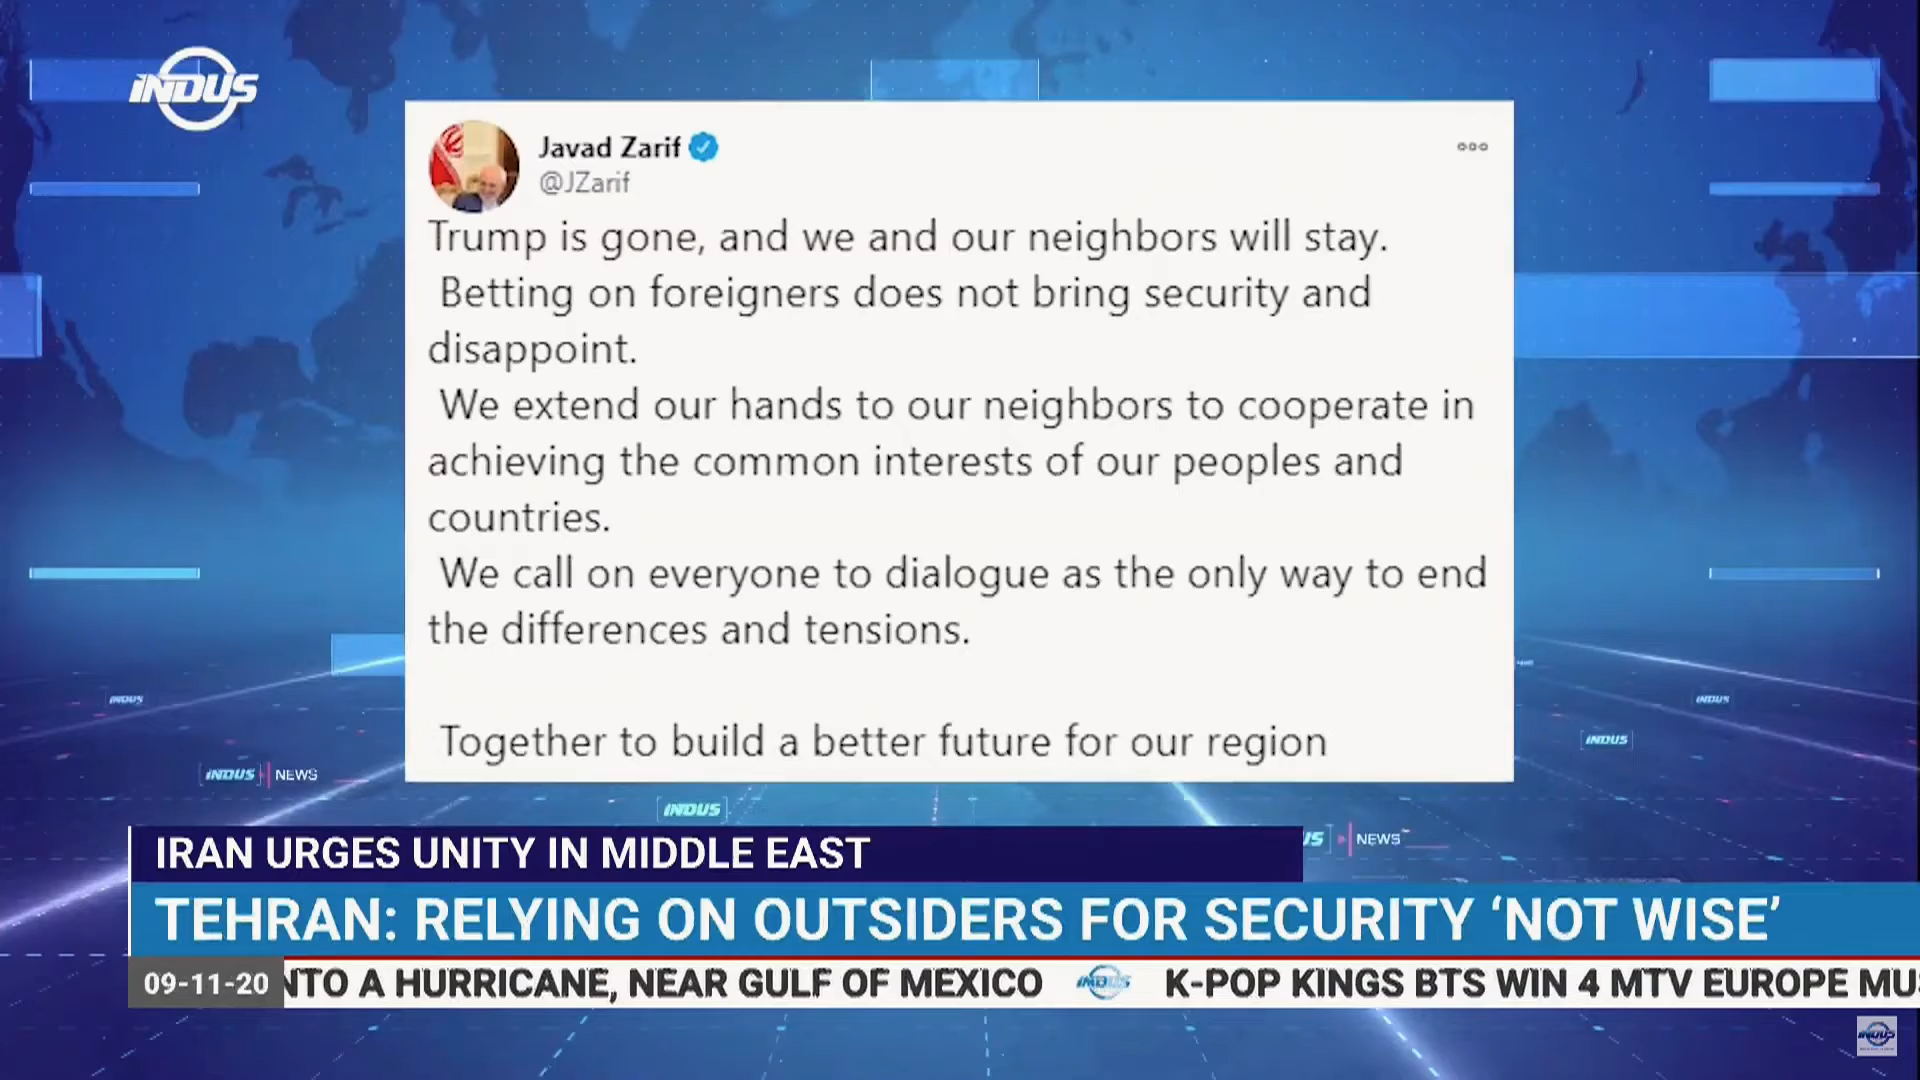 INDUS
Javad Zarif
@JZarif
Trump is gone, and we and our neighbors will stay.
Betting on foreigners does not bring security and
disappoint.
We extend our hands to our neighbors to cooperate in
achieving the common interests of our peoples and
countries.
We call on everyone to dialogue as the only way to end
the differences and tensions.
Together to build a better future for our region
INDUS
INDUS
INDUS
INDUS NEWS
INDUS
US NEWS
IRAN URGES UNITY IN MIDDLE EAST
TEHRAN: RELYING ON OUTSIDERS FOR SECURITY ‘NOT WISE’
09-11-20 NTO A HURRICANE, NEAR GULF OF MEXICO INDUS K-POP KINGS BTS WIN 4 MTV EUROPE MUS
INDUS